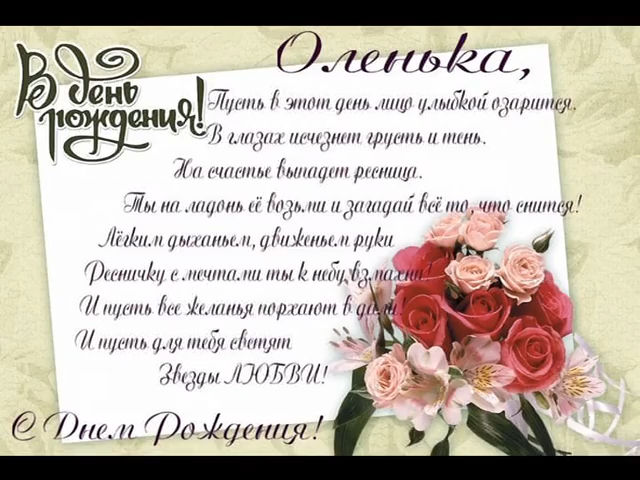 В день
рождения!
Оленька,
Пусть в этот день лицо улыбкой озарится,
В глазах исчезнет грусть и тень.
На счастье выпадет ресница.
Ты на ладонь её возьми и загадай всё то, что снится!
Лёгким дыханьем, движеньем руки
Ресничку с мечтами ты к небу взмахни!
И пусть все желанья порхают в дали!
И пусть для тебя светят
Звезды ЛЮБВИ!
С Днем Рождения!